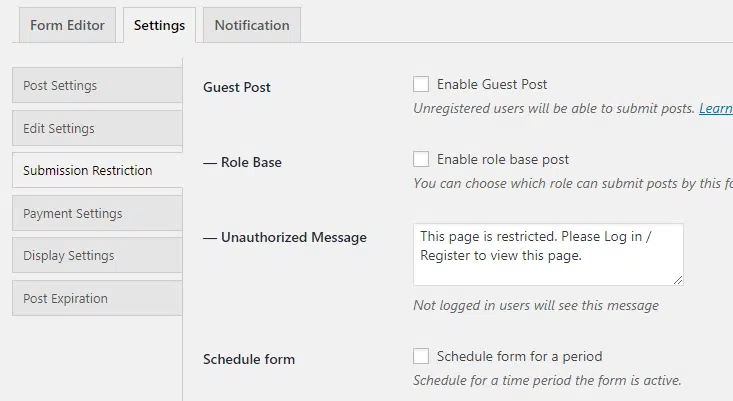 Form Editor
Settings
Notification
Post Settings
Edit Settings
Submission Restriction
Payment Settings
Display Settings
Post Expiration
Guest Post
Enable Guest Post
Unregistered users will be able to submit posts. Learn
— Role Base
Enable role base post
You can choose which role can submit posts by this fo
— Unauthorized Message
This page is restricted. Please Log in /
Register to view this page.
Not logged in users will see this message
Schedule form
Schedule form for a period
Schedule for a time period the form is active.